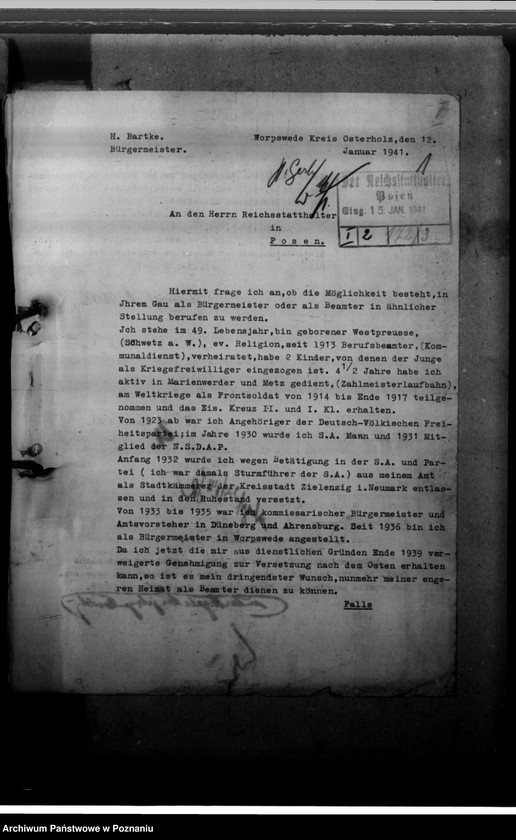 H. Bartke.
Bürgermeister.
Worpswede Kreis Osterholz,den 12.
Januar 1941.
Der Reichsstatthalter
Posen
Eing. 15. JAN. 1941
I 2
An den Herrn Reichsstatthalter
in
Posen.
Hiermit frage ich an,ob die Möglichkeit besteht,in
Jhrem Gau als Bürgermeister oder als Beamter in ähnlicher
Stellung berufen zu werden.
Jch stehe im 49. Lebensjahr,bin geborener Westpreusse,
(Schwetz a. W.), ev. Religion,seit 1913 Berufsbeamter,(Kom-
munaldienst),verheiratet,habe 2 Kinder,von denen der Junge
als Kriegsfreiwilliger eingezogen ist. 4 1/2 Jahre habe ich
aktiv in Marienwerder und Metz gedient,(Zahlmeisterlaufbahn),
am Weltkriege als Frontsoldat von 1914 bis Ende 1917 teilge-
nommen und das Eis. Kreuz II. und I. Kl. erhalten.
Von 1923 ab war ich Angehöriger der Deutsch-Völkischen Frei-
heitspartei;im Jahre 1930 wurde ich S.A. Mann und 1931 Mit-
glied der N.S.D.A.P.
Anfang 1932 wurde ich wegen Betätigung in der S.A. und Par-
tei ( ich war damals Sturmführer der S.A.) aus meinem Amt
als Stadtkämmerer der Kreisstadt Zielenzig i.Neumark entlas-
sen und in den Ruhestand versetzt.
Von 1933 bis 1935 war ich kommissarischer Bürgermeister und
Amtsvorsteher in Düneberg und Ahrensburg. Seit 1936 bin ich
als Bürgermeister in Worpswede angestellt.
Da ich jetzt die mir aus dienstlichen Gründen Ende 1939 ver-
weigerte Genehmigung zur Versetzung nach dem Osten erhalten
kann,so ist es mein dringendster Wunsch,nunmehr meiner enge-
ren Heimat als Beamter dienen zu können.
Falls
Archiwum Państwowe w Poznaniu